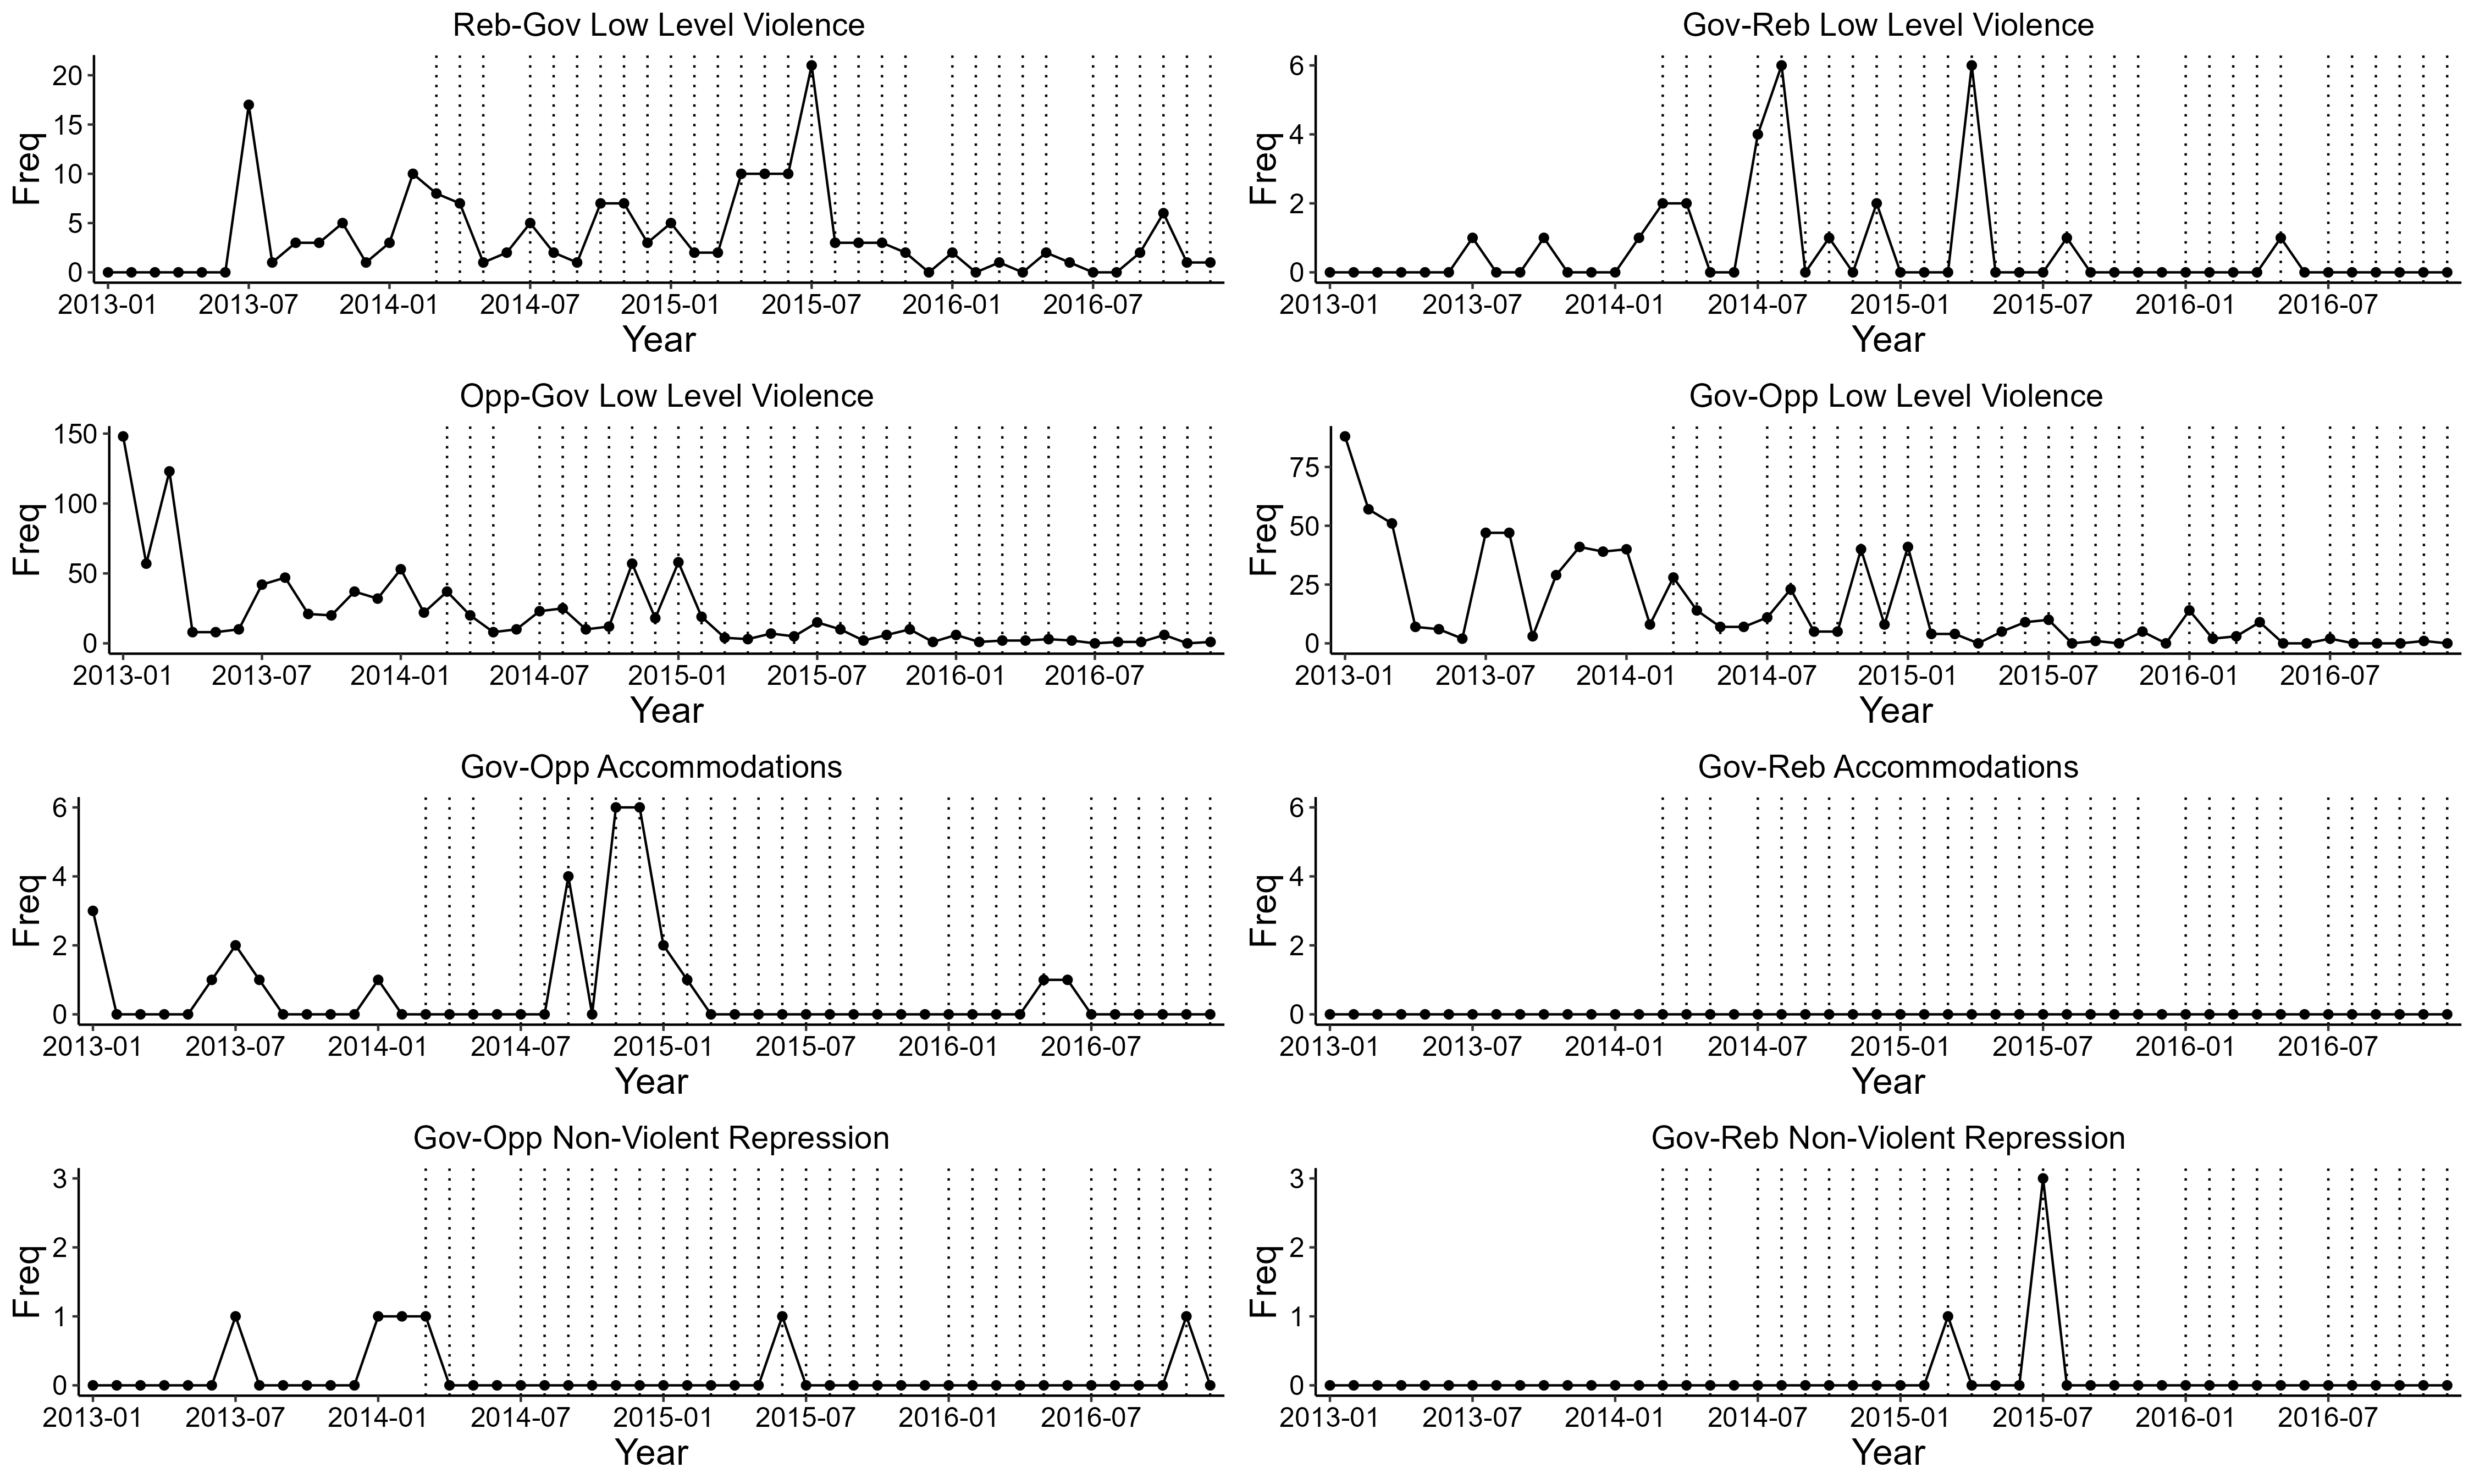 Reb-Gov Low Level Violence
Freq
20
15
10
5
0
2013-01 2013-07 2014-01 2014-07 2015-01 2015-07 2016-01 2016-07
Year
Gov-Reb Low Level Violence
Freq
6
4
2
0
2013-01 2013-07 2014-01 2014-07 2015-01 2015-07 2016-01 2016-07
Year
Opp-Gov Low Level Violence
Freq
150
100
50
0
2013-01 2013-07 2014-01 2014-07 2015-01 2015-07 2016-01 2016-07
Year
Gov-Opp Low Level Violence
Freq
75
50
25
0
2013-01 2013-07 2014-01 2014-07 2015-01 2015-07 2016-01 2016-07
Year
Gov-Opp Accommodations
Freq
6
4
2
0
2013-01 2013-07 2014-01 2014-07 2015-01 2015-07 2016-01 2016-07
Year
Gov-Reb Accommodations
Freq
6
4
2
0
2013-01 2013-07 2014-01 2014-07 2015-01 2015-07 2016-01 2016-07
Year
Gov-Opp Non-Violent Repression
Freq
3
2
1
0
2013-01 2013-07 2014-01 2014-07 2015-01 2015-07 2016-01 2016-07
Year
Gov-Reb Non-Violent Repression
Freq
3
2
1
0
2013-01 2013-07 2014-01 2014-07 2015-01 2015-07 2016-01 2016-07
Year